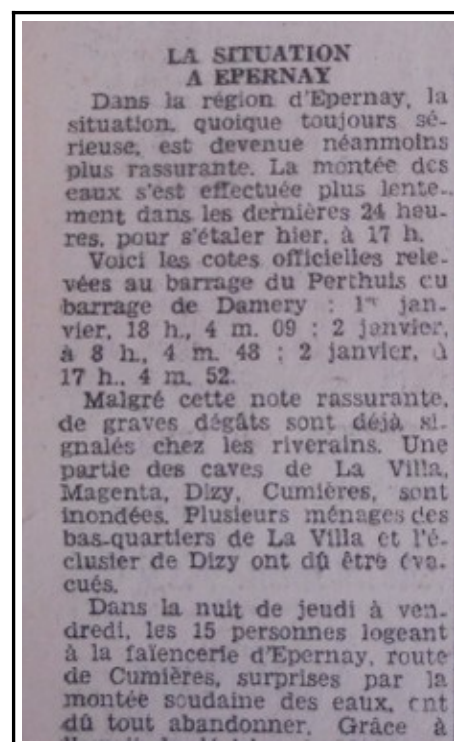 LA SITUATION
A EPERNAY
Dans la région d'Epernay, la
situation, quoique toujours sé-
rieuse, est devenue néanmoins
plus rassurante. La montée des
eaux s'est effectuée plus lente-
ment dans les dernières 24 heu-
res, pour s'étaler hier, à 17 h.
Voici les cotes officielles rele-
vées au barrage du Perthuis cu
barrage de Damery : 1er jan-
vier, 18 h., 4 m. 09 ; 2 janvier,
à 8 h., 4 m. 48 ; 2 janvier, à
17 h., 4 m. 52.
Malgré cette note rassurante,
de graves dégâts sont déjà si-
gnalés chez les riverains. Une
partie des caves de La Villa,
Magenta, Dizy, Cumières, sont
inondées. Plusieurs ménages des
bas-quartiers de La Villa et l'é-
clusier de Dizy ont dû être éva-
cués.
Dans la nuit de jeudi à ven-
dredi, les 15 personnes logeant
à la faïencerie d'Epernay, route
de Cumières, surprises par la
montée soudaine des eaux, ont
dû tout abandonner. Grâce à